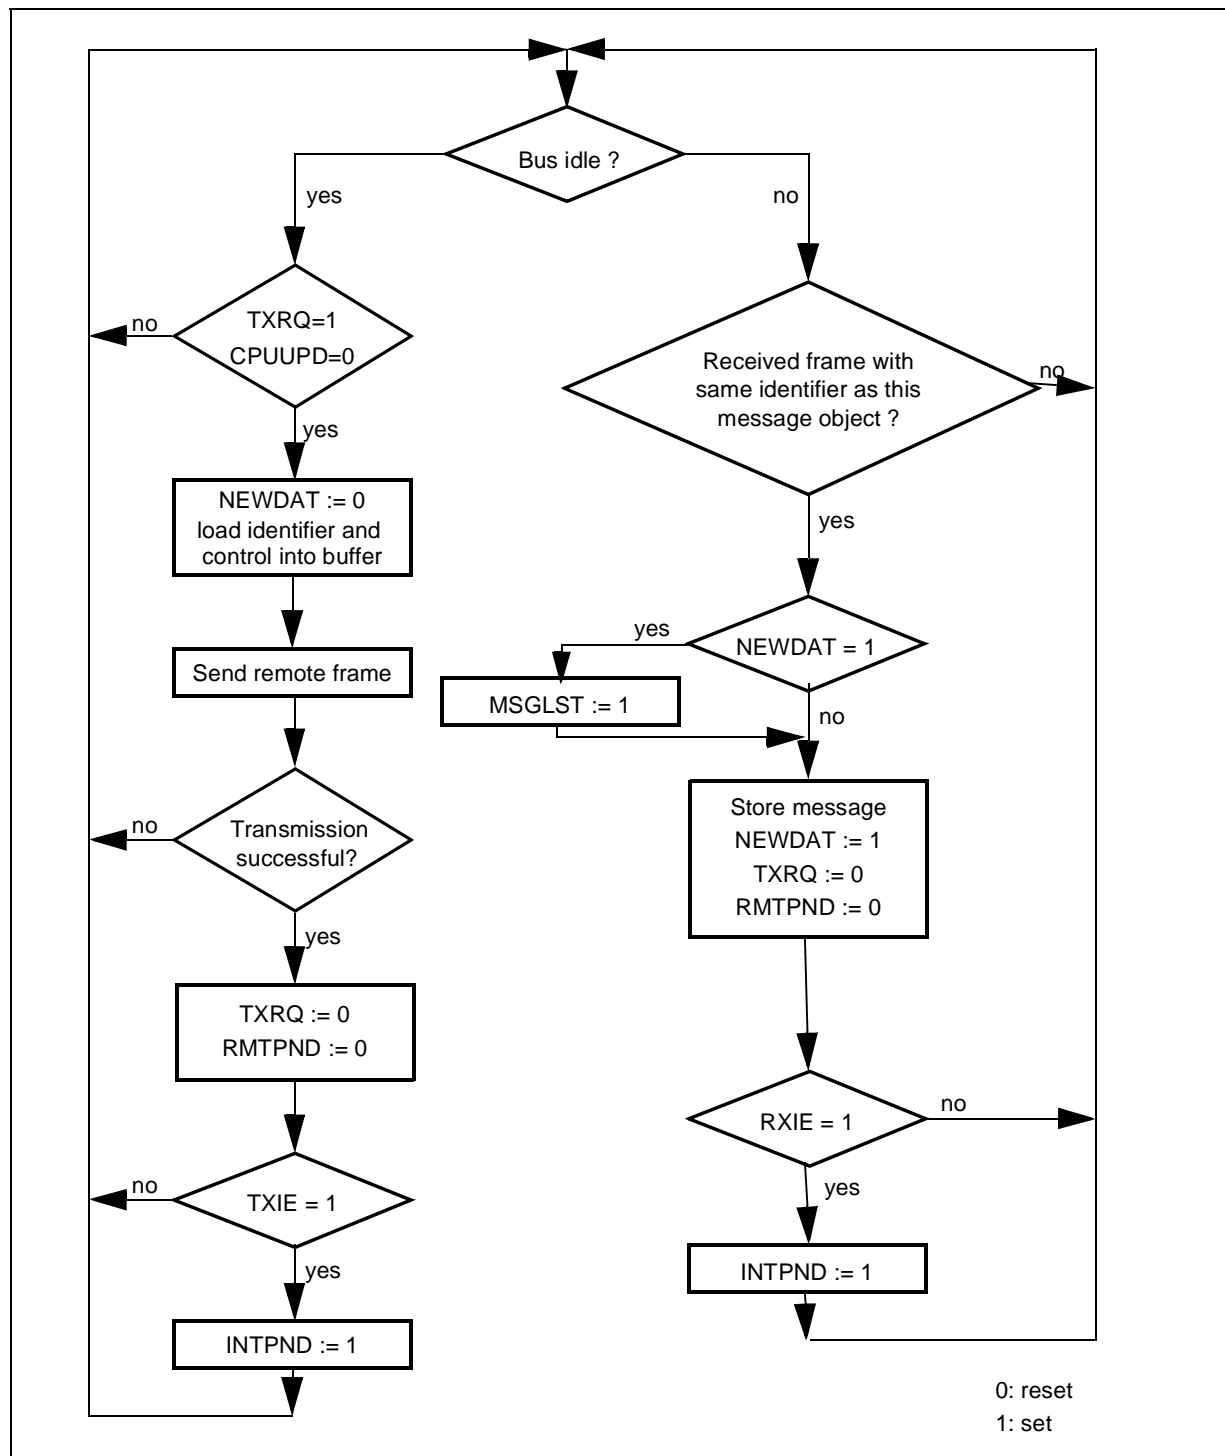 Bus idle ?
yes
no
TXRQ=1
CPUUPD=0
no
yes
NEWDAT := 0
load identifier and
control into buffer
Send remote frame
Transmission
successful?
no
yes
TXRQ := 0
RMTPND := 0
TXIE = 1
no
yes
INTPND := 1
Received frame with
same identifier as this
message object ?
no
yes
NEWDAT = 1
yes
MSGLST := 1
no
Store message
NEWDAT := 1
TXRQ := 0
RMTPND := 0
RXIE = 1
no
yes
INTPND := 1
0: reset
1: set